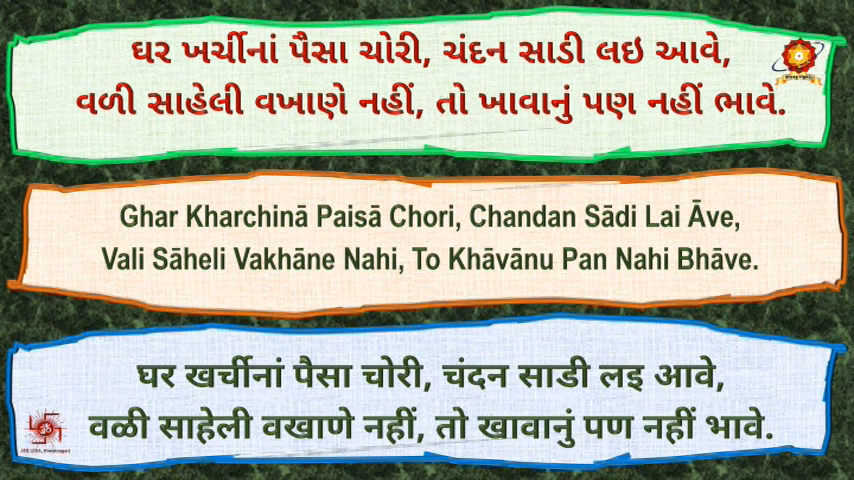 ઘર ખર્ચીનાં પૈસા ચોરી, ચંદન સાડી લઇ આવે,
વળી સાહેલી વખાણે નહીં, તો ખાવાનું પણ નહીં ભાવે.
Ghar Kharchinā Paisā Chori, Chandan Sādi Lai Āve,
Vali Sāheli Vakhāne Nahi, To Khāvānu Pan Nahi Bhāve.
घर खर्चीनां पैसा चोरी, चंदन साडी लइ आवे,
वळी साहेली वखाणे नहीं, तो खावानुं पण नहीं भावे.